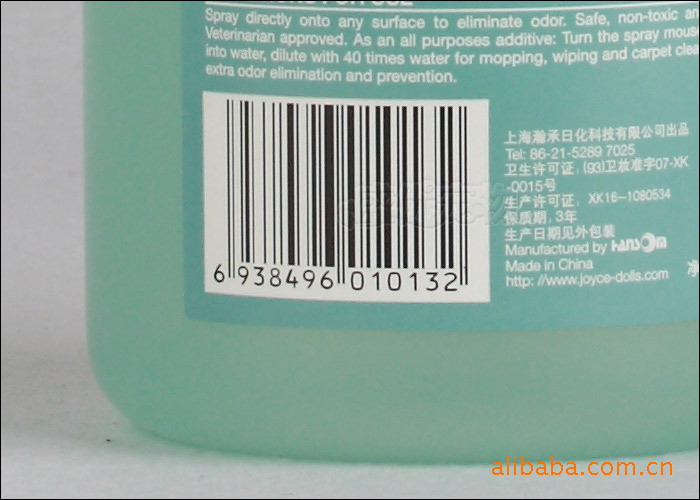 Spray directly onto any surface to eliminate odor. Safe, non-toxic an
Veterinarian approved. As an all purposes additive: Turn the spray mous
into water, dilute with 40 times water for mopping, wiping and carpet clea
extra odor elimination and prevention.
6 938496 010132
上海瀚承日化科技有限公司出品
Tel: 86-21-5289 7025
卫生许可证:(93)卫妆准字07-XK
-0015号
生产许可证:XK16-1080534
保质期:3年
生产日期见外包装
Manufactured by HANSOM
Made in China
http: //www.joyce-dolls.com
净
alibaba.com.cn